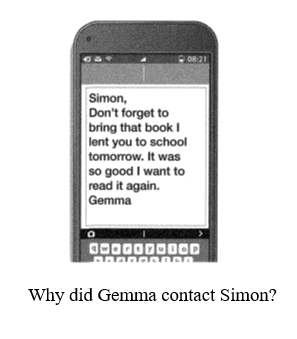 08:21
Simon,
Don't forget to
bring that book I
lent you to school
tomorrow. It was
so good I want to
read it again.
Gemma
q w e r t y u i o p
Why did Gemma contact Simon?